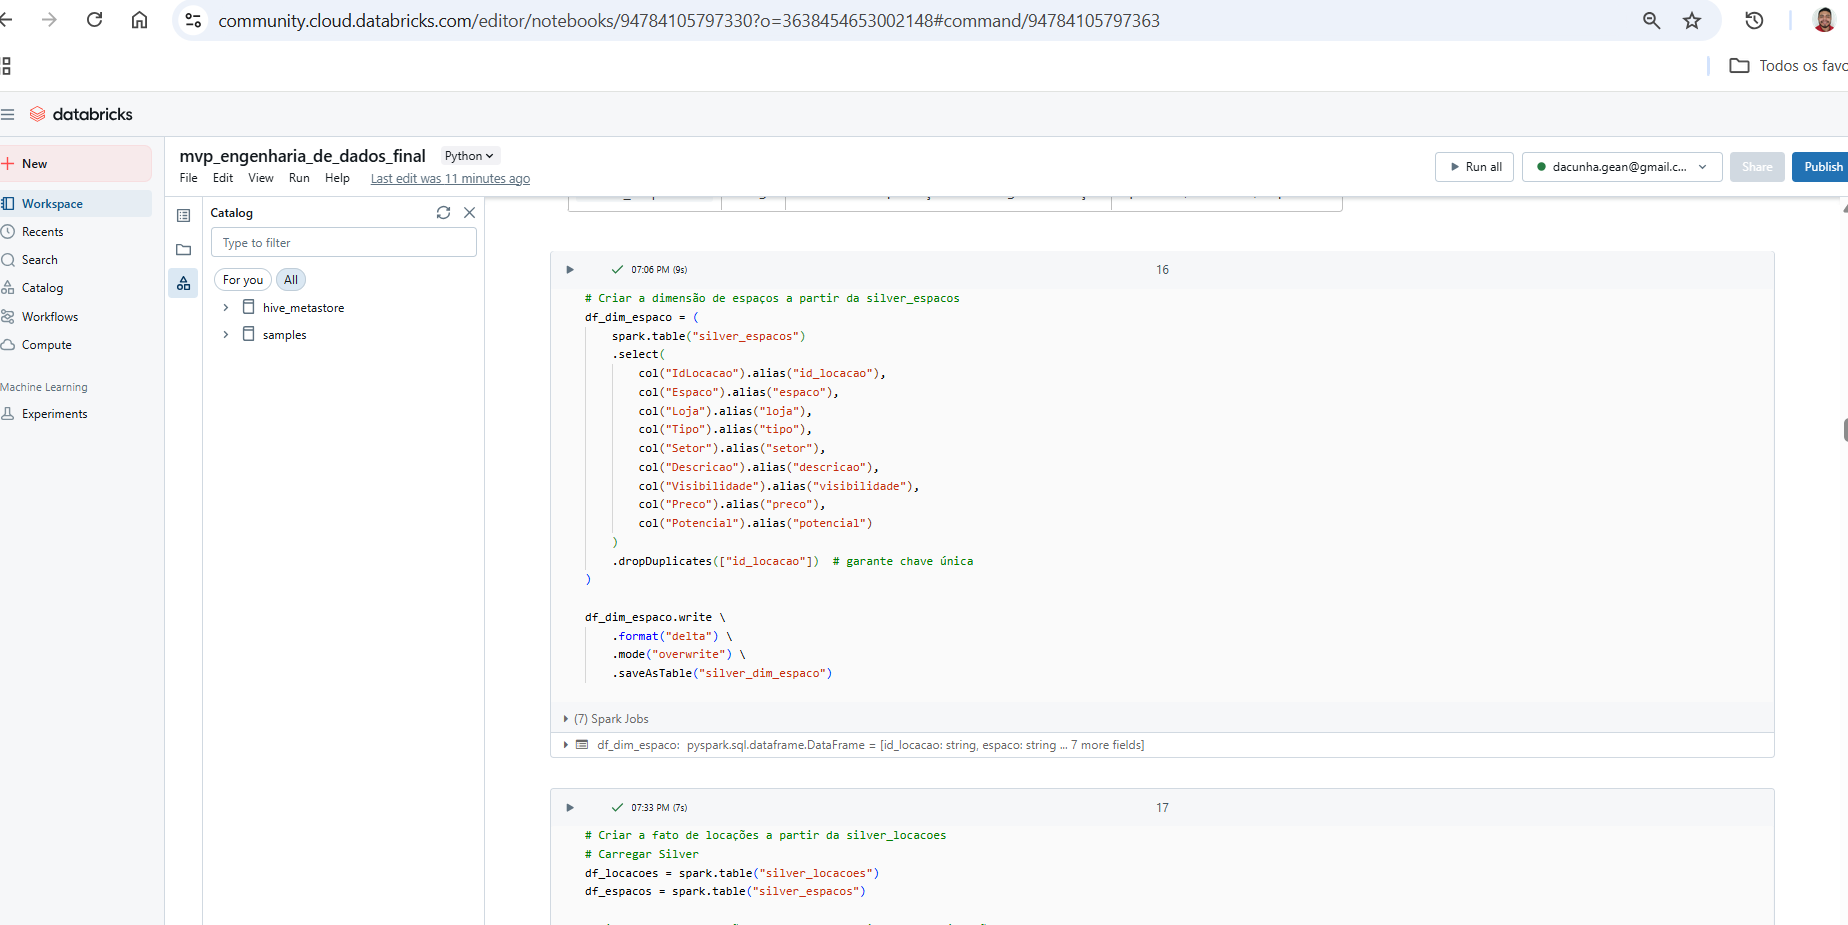 community.cloud.databricks.com/editor/notebooks/94784105797330?o=3638454653002148#command/94784105797363
Todos os favo
databricks
New
Workspace
Recents
Search
Catalog
Workflows
Compute
Machine Learning
Experiments
mvp_engenharia_de_dados_final
Python
File Edit View Run Help Last edit was 11 minutes ago
Run all
dacunha.gean@gmail.c...
Share
Publish
Catalog
Type to filter
For you All
hive_metastore
samples
07:06 PM (9s)
16
# Criar a dimensão de espaços a partir da silver_espacos
df_dim_espaco = (
spark.table("silver_espacos")
.select(
col("IdLocacao").alias("id_locacao"),
col("Espaco").alias("espaco"),
col("Loja").alias("loja"),
col("Tipo").alias("tipo"),
col("Setor").alias("setor"),
col("Descricao").alias("descricao"),
col("Visibilidade").alias("visibilidade"),
col("Preco").alias("preco"),
col("Potencial").alias("potencial")
)
.dropDuplicates(["id_locacao"])  # garante chave única
)
df_dim_espaco.write \
.format("delta") \
.mode("overwrite") \
.saveAsTable("silver_dim_espaco")
(7) Spark Jobs
df_dim_espaco: pyspark.sql.dataframe.DataFrame = [id_locacao: string, espaco: string ... 7 more fields]
07:33 PM (7s)
17
# Criar a fato de locações a partir da silver_locacoes
# Carregar Silver
df_locacoes = spark.table("silver_locacoes")
df_espacos = spark.table("silver_espacos")